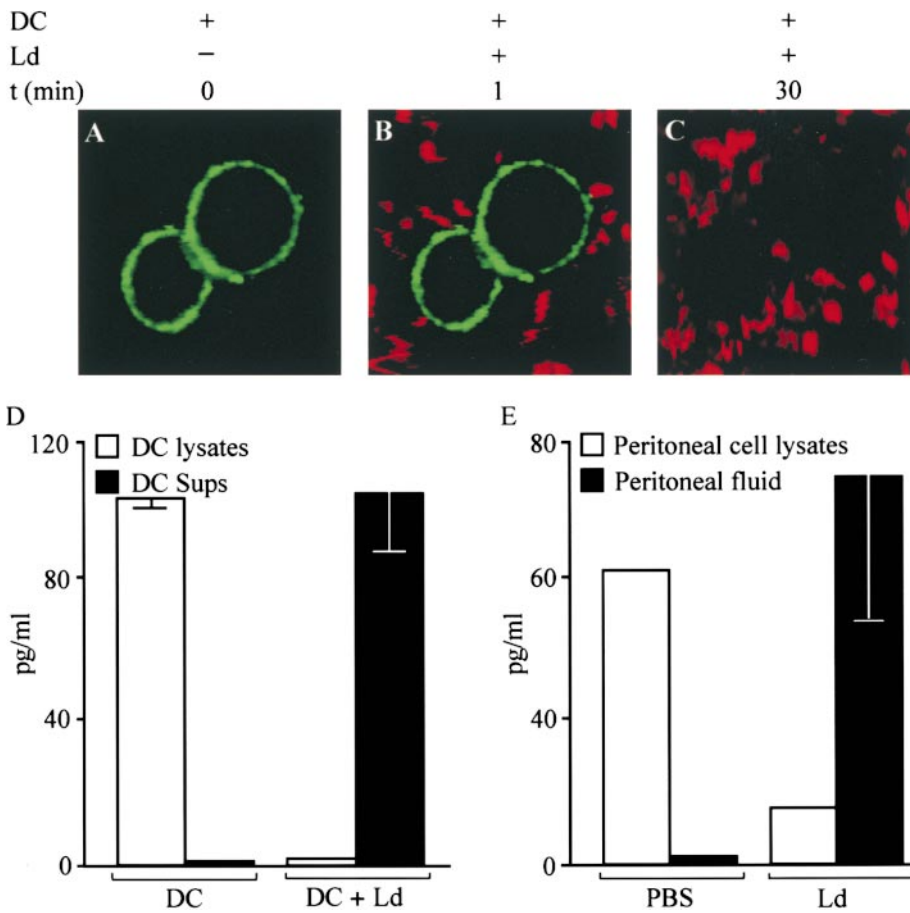 DC + + +
Ld − + +
t (min) 0 1 30
A B C
D E
120 80
DC lysates Peritoneal cell lysates
DC Sups Peritoneal fluid
80 60
pg/ml pg/ml
40 40
0 0
DC DC + Ld PBS Ld